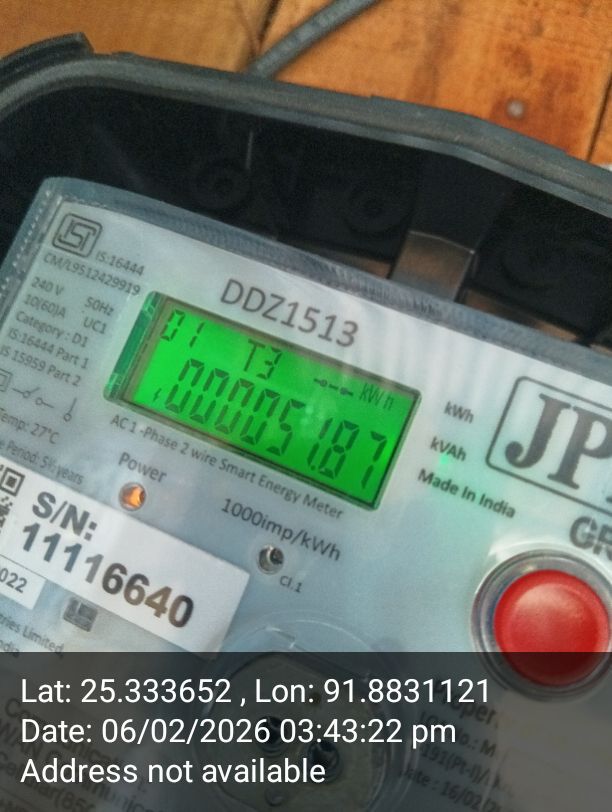 IS:16444
CM/L9512429919
240 V 50Hz
10(60)A UC1
Category : D1
IS:16444 Part 1
IS 15959 Part 2
Temp: 27°C
DDZ1513
01 T3 kWh
000051.87
AC 1-Phase 2 wire Smart Energy Meter
kWh
kVAh
Made In India
JP
Power
1000imp/kWh
Cl.1
S/N:
11116640
Lat: 25.333652 , Lon: 91.8831121
Date: 06/02/2026 03:43:22 pm
Address not available